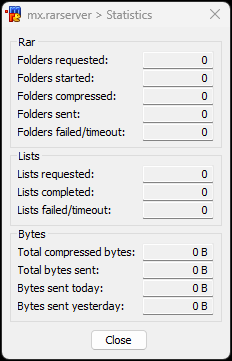 mx.rarserver > Statistics
Rar
Folders requested: 0
Folders started: 0
Folders compressed: 0
Folders sent: 0
Folders failed/timeout: 0
Lists
Lists requested: 0
Lists completed: 0
Lists failed/timeout: 0
Bytes
Total compressed bytes: 0 B
Total bytes sent: 0 B
Bytes sent today: 0 B
Bytes sent yesterday: 0 B
Close